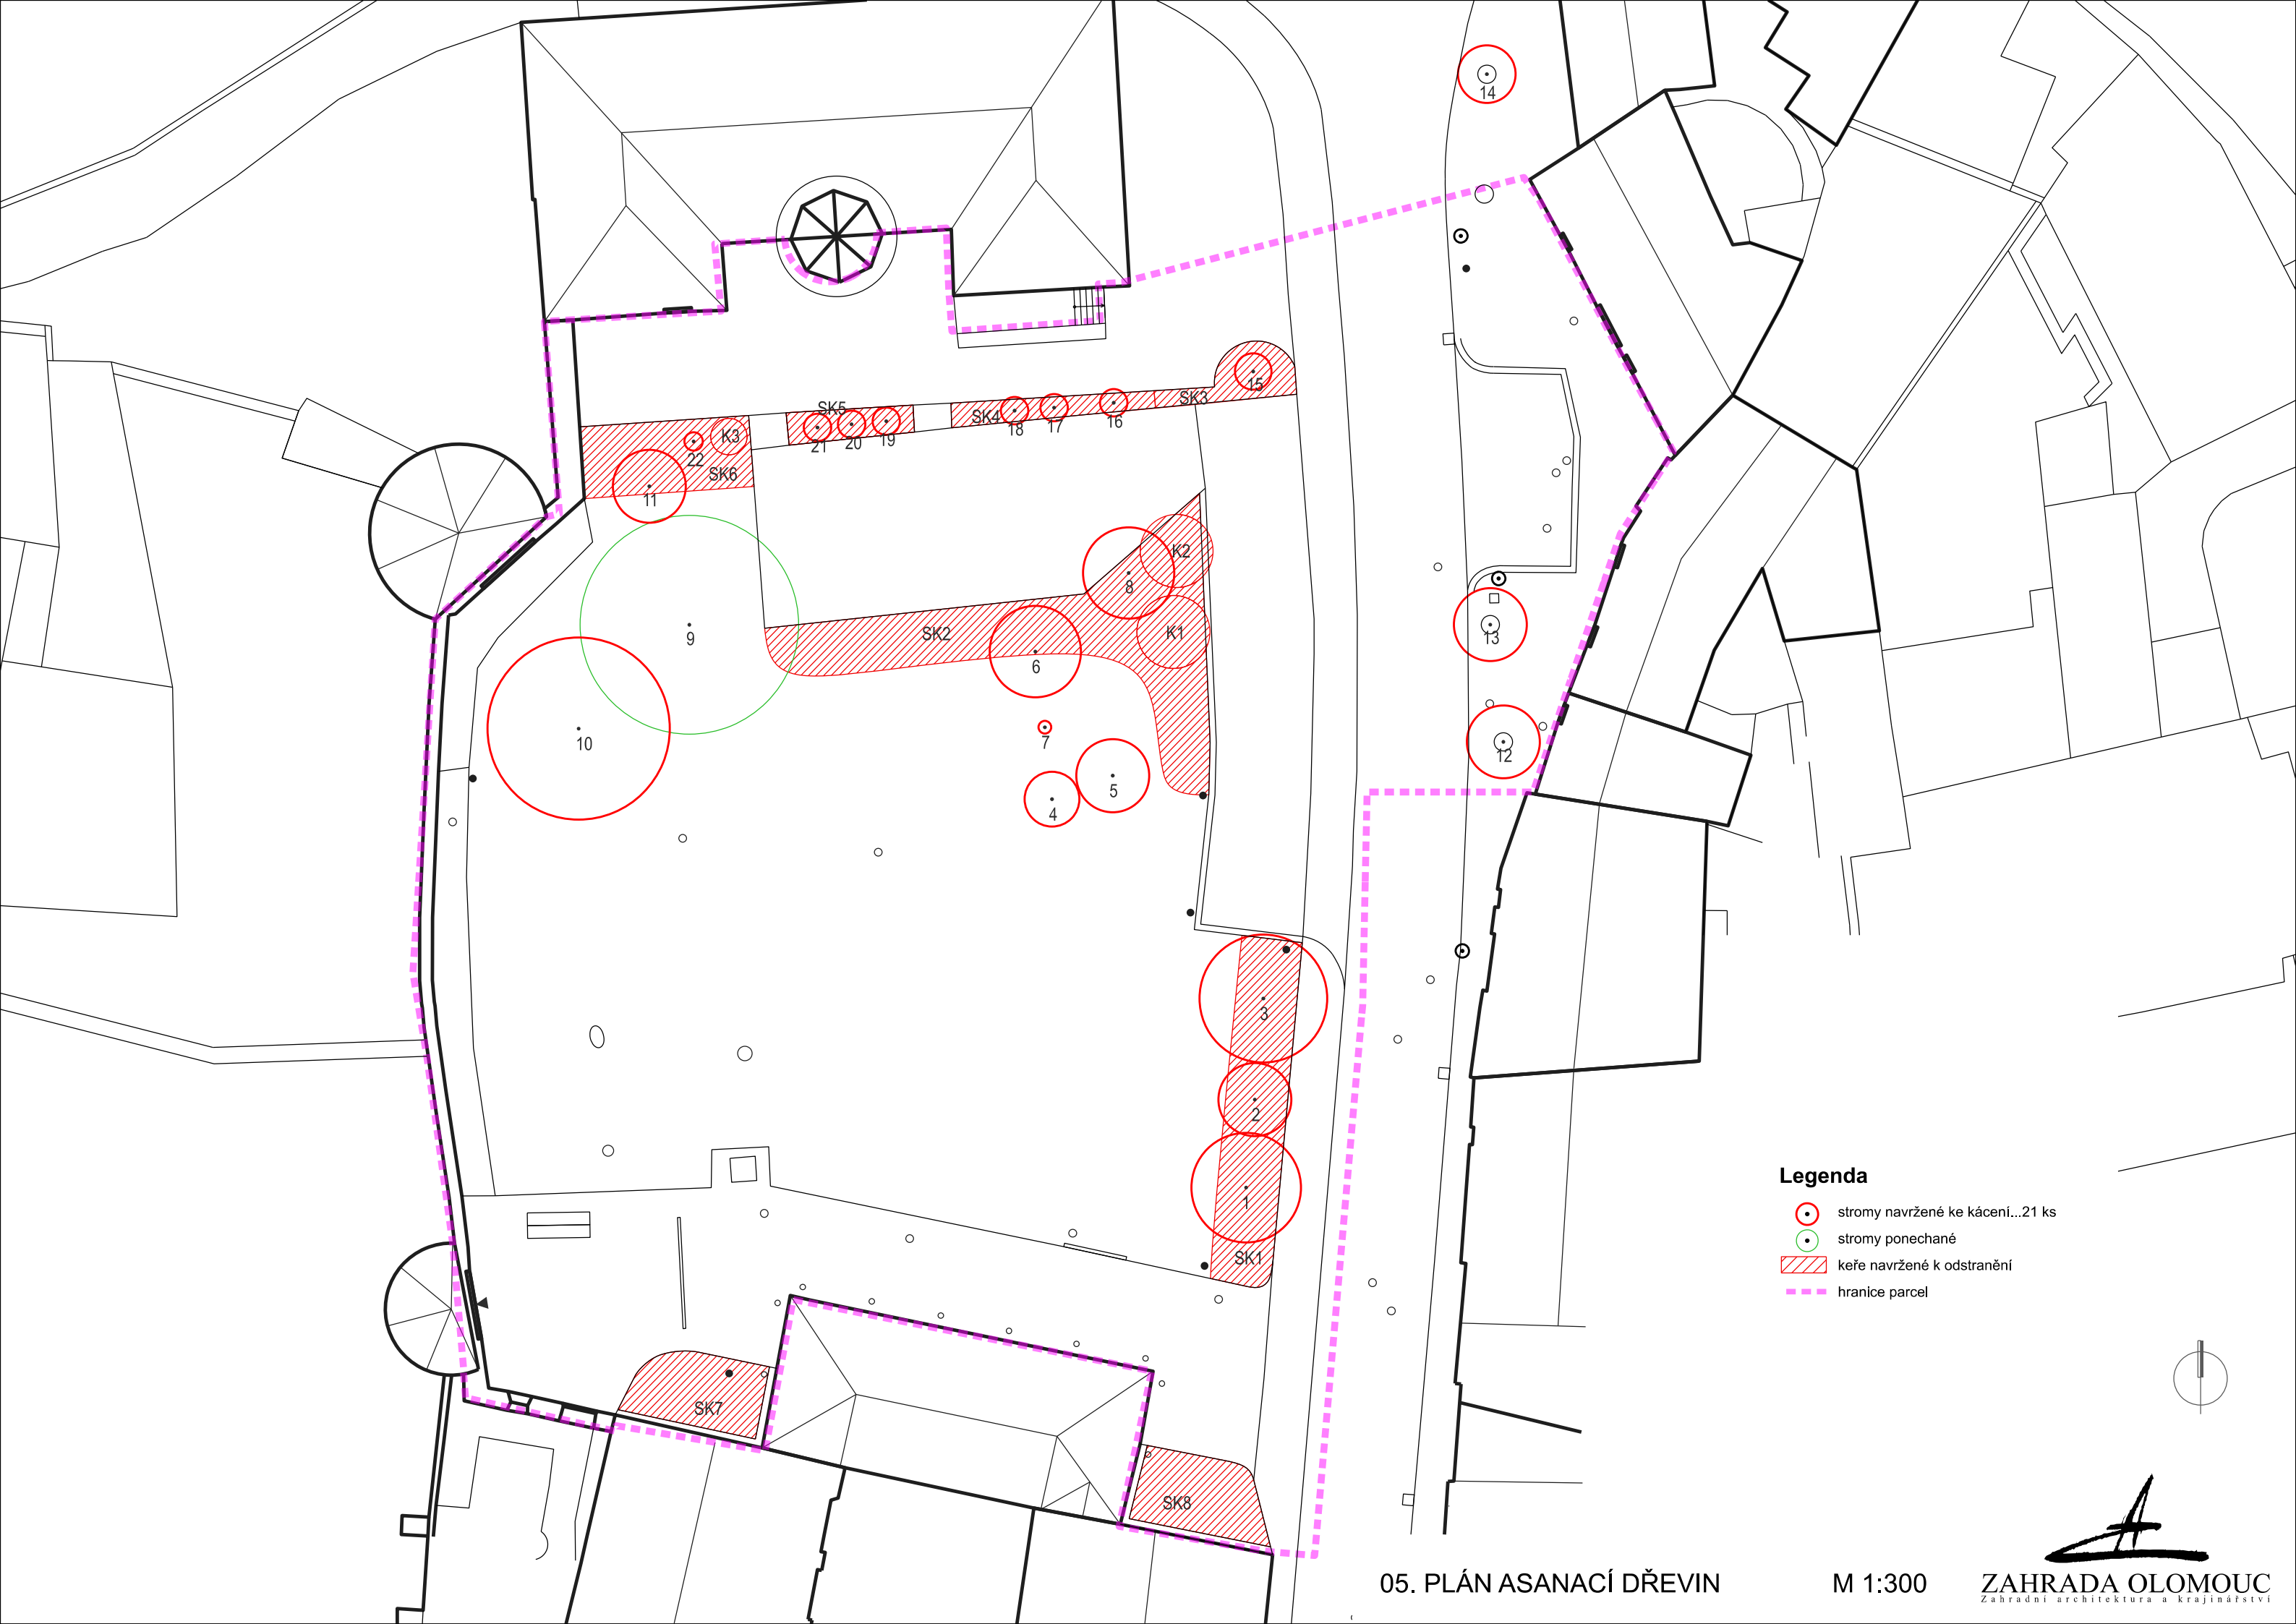 14
15
SK3
SK5
SK4
16
17
18
19
20
21
K3
22
SK6
11
K2
8
K1
9
SK2
6
13
10
7
12
5
4
3
2
1
SK1
Legenda
stromy navržené ke kácení...21 ks
stromy ponechané
keře navržené k odstranění
hranice parcel
SK7
SK8
05. PLÁN ASANACÍ DŘEVIN
M 1:300
ZAHRADA OLOMOUC
Zahradní architektura a krajinářství